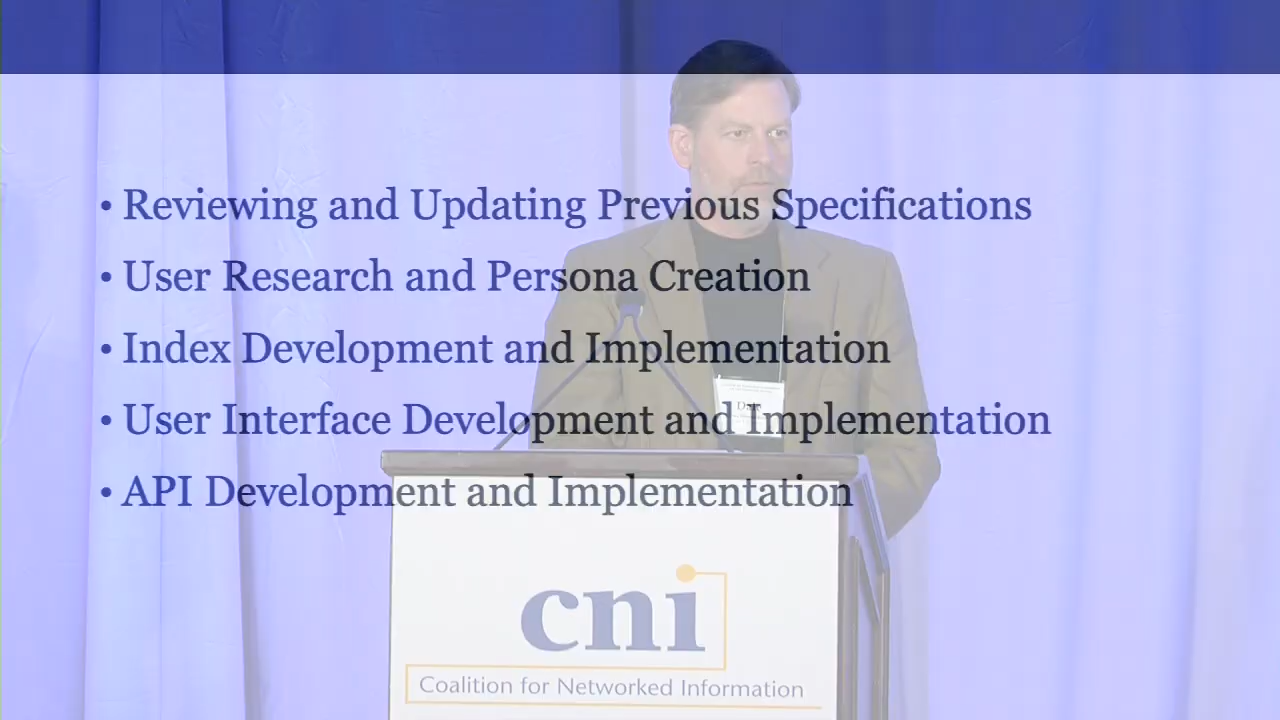 • Reviewing and Updating Previous Specifications
• User Research and Persona Creation
• Index Development and Implementation
• User Interface Development and Implementation
• API Development and Implementation
cni
Coalition for Networked Information